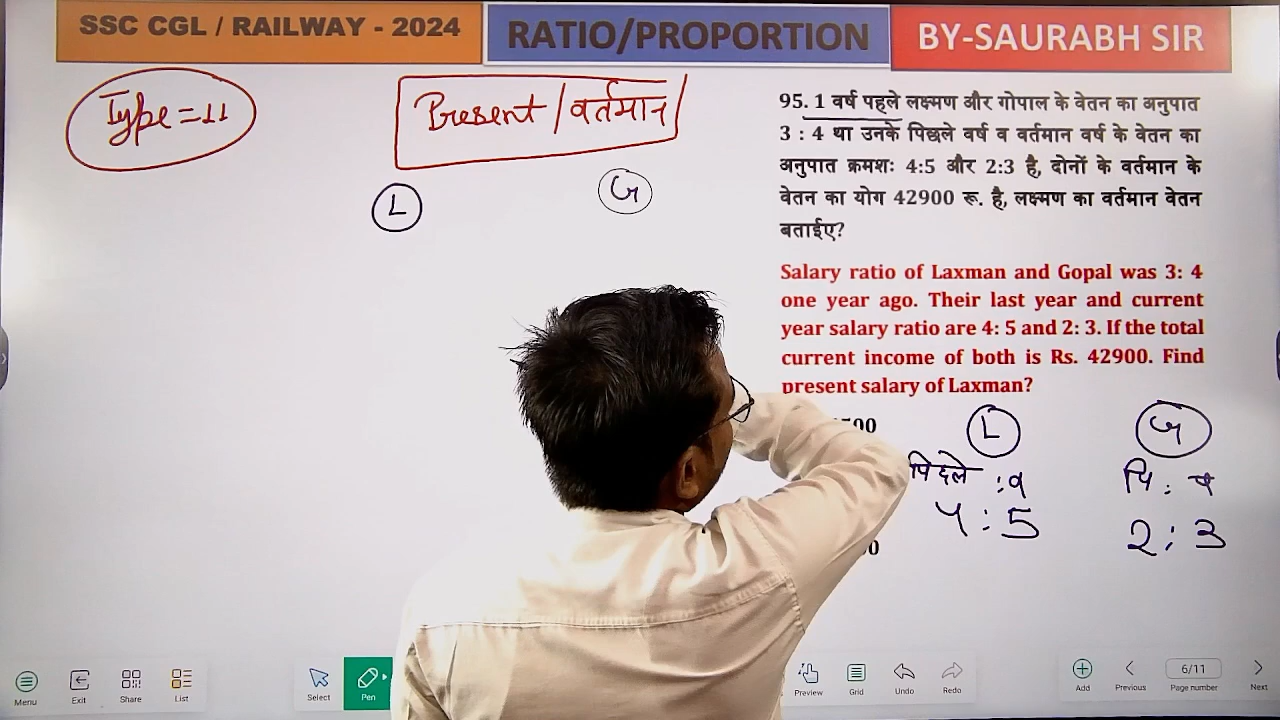 SSC CGL / RAILWAY - 2024
RATIO/PROPORTION
BY-SAURABH SIR
Type = 11
Present / वर्तमान
L
G
95. 1 वर्ष पहले लक्ष्मण और गोपाल के वेतन का अनुपात
3 : 4 था उनके पिछले वर्ष व वर्तमान वर्ष के वेतन का
अनुपात क्रमशः 4:5 और 2:3 है, दोनों के वर्तमान के
वेतन का योग 42900 रू. है, लक्ष्मण का वर्तमान वेतन
बताईए?
Salary ratio of Laxman and Gopal was 3: 4
one year ago. Their last year and current
year salary ratio are 4: 5 and 2: 3. If the total
current income of both is Rs. 42900. Find
present salary of Laxman?
L
G
पिछले : व
पि : व
4 : 5
2 : 3
Menu
Exit
Share
List
Select
Pen
Preview
Grid
Undo
Redo
Add
Previous
6/11
Page number
Next